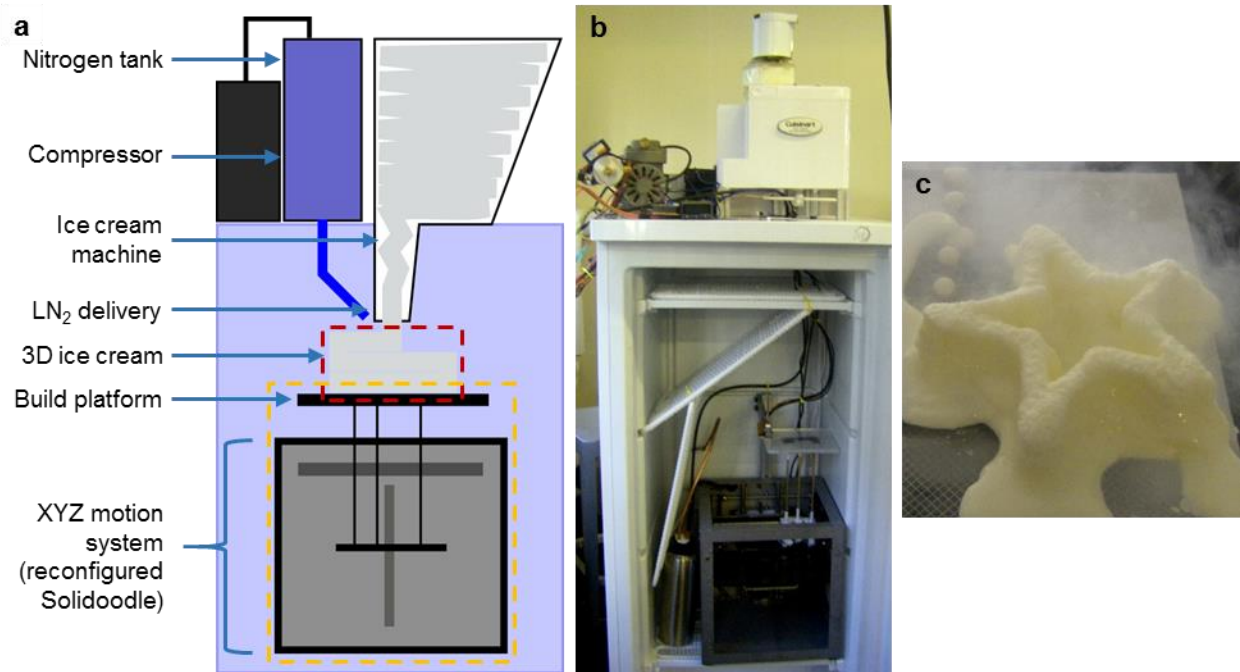 a
Nitrogen tank
Compressor
Ice cream
machine
LN₂ delivery
3D ice cream
Build platform
XYZ motion
system
(reconfigured
Solidoodle)
b
Cuisinart
c